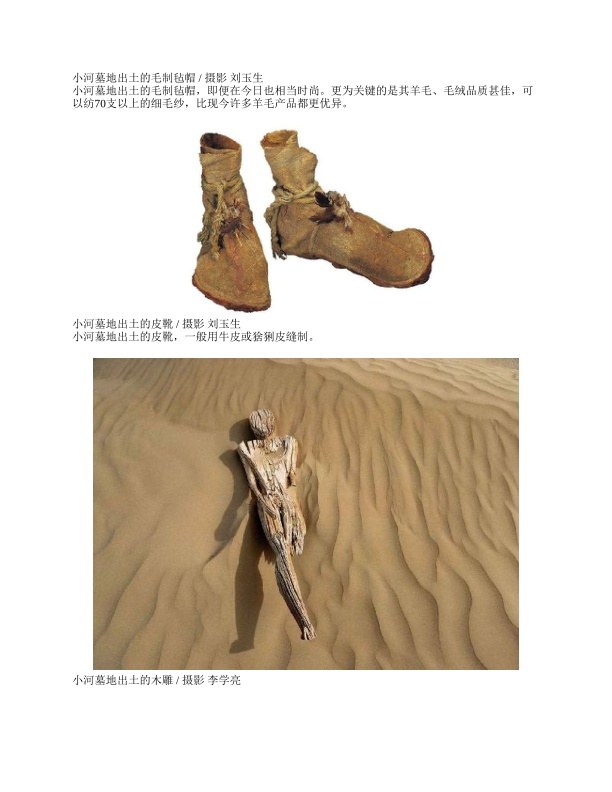 小河墓地出土的毛制毡帽 / 摄影 刘玉生
小河墓地出土的毛制毡帽，即便在今日也相当时尚。更为关键的是其羊毛、毛绒品质甚佳，可
以纺70支以上的细毛纱，比现今许多羊毛产品都更优异。
小河墓地出土的皮靴 / 摄影 刘玉生
小河墓地出土的皮靴，一般用牛皮或猞猁皮缝制。
小河墓地出土的木雕 / 摄影 李学亮